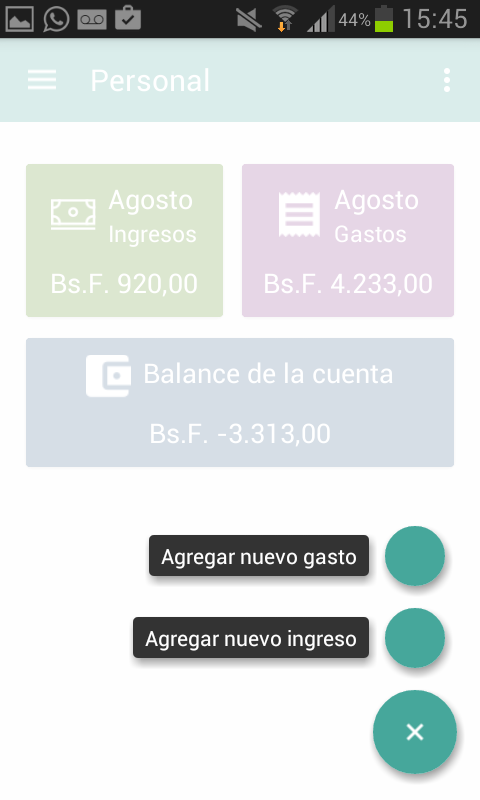 44% 15:45
Personal
Agosto
Ingresos
Bs.F. 920,00
Agosto
Gastos
Bs.F. 4.233,00
Balance de la cuenta
Bs.F. -3.313,00
Agregar nuevo gasto
Agregar nuevo ingreso